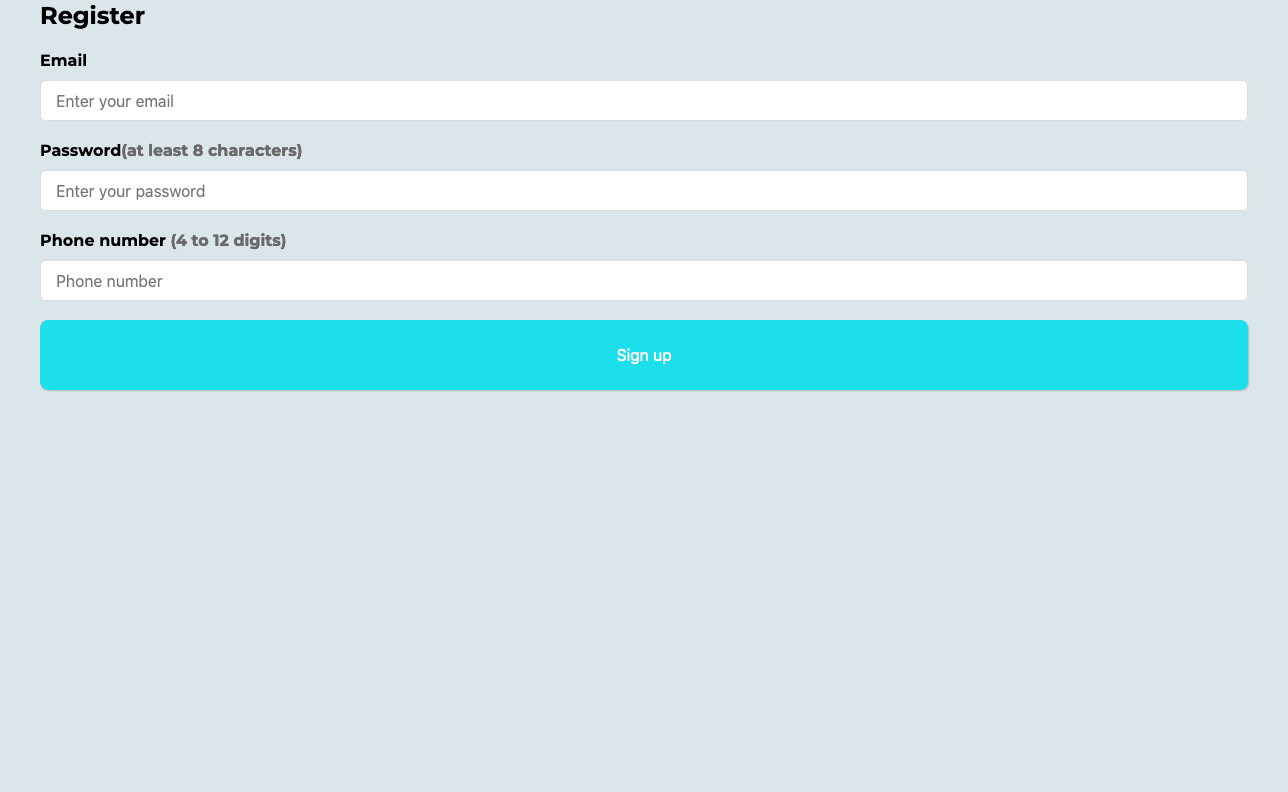 Register
Email
Enter your email
Password(at least 8 characters)
Enter your password
Phone number (4 to 12 digits)
Phone number
Sign up